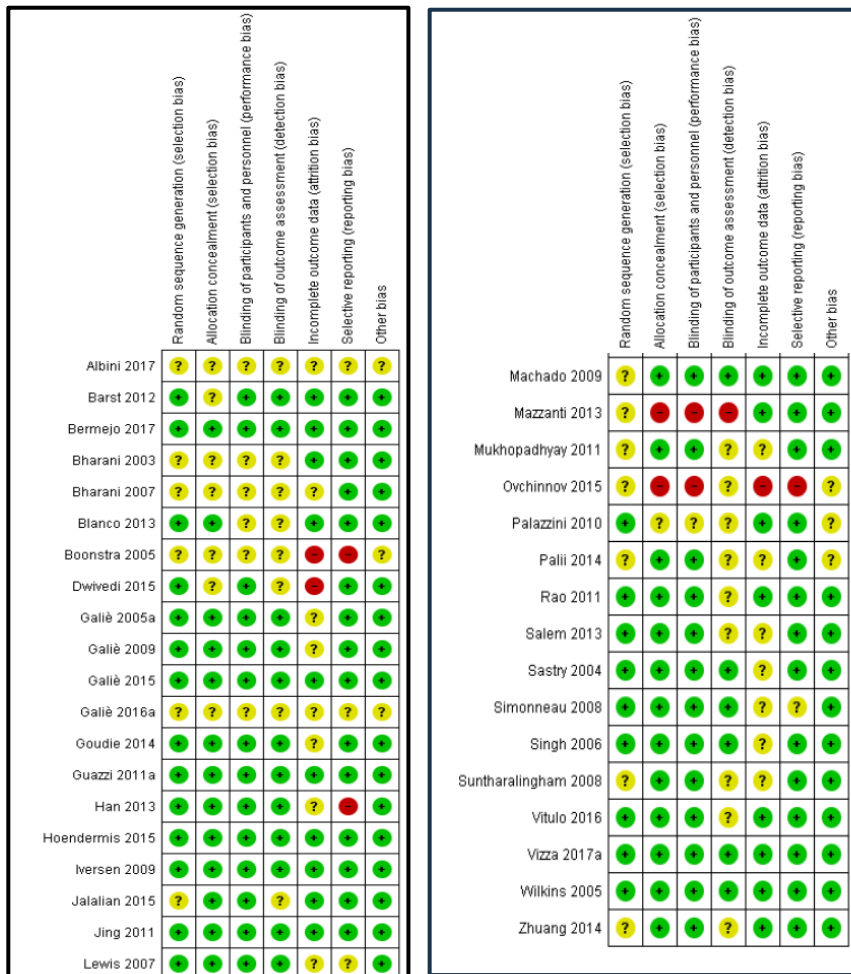 Random sequence generation (selection bias)
Allocation concealment (selection bias)
Blinding of participants and personnel (performance bias)
Blinding of outcome assessment (detection bias)
Incomplete outcome data (attrition bias)
Selective reporting (reporting bias)
Other bias
Albini 2017 ? ? ? ? ? ? ?
Barst 2012 + ? + + + + +
Bermejo 2017 + + + + + + +
Bharani 2003 ? ? ? ? + + +
Bharani 2007 ? ? ? ? ? + +
Blanco 2013 + + ? ? + + +
Boonstra 2005 ? ? ? ? - - ?
Dwivedi 2015 + ? + ? - + +
Galiè 2005a + + + + ? + +
Galiè 2009 + + + + ? + +
Galiè 2015 + + + + + + +
Galiè 2016a ? ? ? ? ? ? ?
Goudie 2014 + + + + ? + +
Guazzi 2011a + + + + + + +
Han 2013 + + + + ? - +
Hoendermis 2015 + + + + + + +
Iversen 2009 + + + + + + +
Jalalian 2015 ? + + ? + + +
Jing 2011 + + + + + + +
Lewis 2007 + + + + ? ? +
Random sequence generation (selection bias)
Allocation concealment (selection bias)
Blinding of participants and personnel (performance bias)
Blinding of outcome assessment (detection bias)
Incomplete outcome data (attrition bias)
Selective reporting (reporting bias)
Other bias
Machado 2009 ? + + + + + +
Mazzanti 2013 ? - - - + + +
Mukhopadhyay 2011 ? + + ? ? + +
Ovchinnov 2015 ? - - ? - - ?
Palazzini 2010 + ? ? ? + + ?
Palii 2014 ? + + ? ? + ?
Rao 2011 + + + ? + + +
Salem 2013 + + + ? ? + +
Sastry 2004 + + + + ? + +
Simonneau 2008 + + + + ? ? +
Singh 2006 + + + + ? + +
Suntharalingham 2008 ? + + ? ? + +
Vitulo 2016 + + + ? + + +
Vizza 2017a + + + + + + +
Wilkins 2005 + + + + + + +
Zhuang 2014 ? + + ? + + +